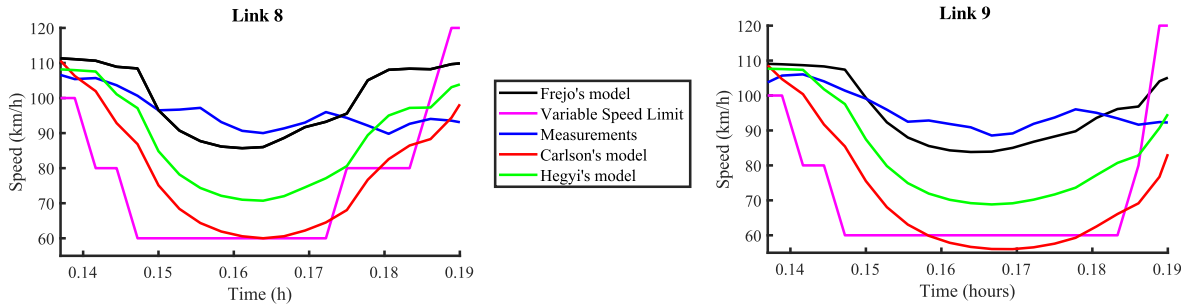 Link 8
120
110
100
90
80
70
60
Speed (km/h)
0.14
0.15
0.16
0.17
0.18
0.19
Time (h)
Frejo's model
Variable Speed Limit
Measurements
Carlson's model
Hegyi's model
Link 9
120
110
100
90
80
70
60
Speed (km/h)
0.14
0.15
0.16
0.17
0.18
0.19
Time (hours)